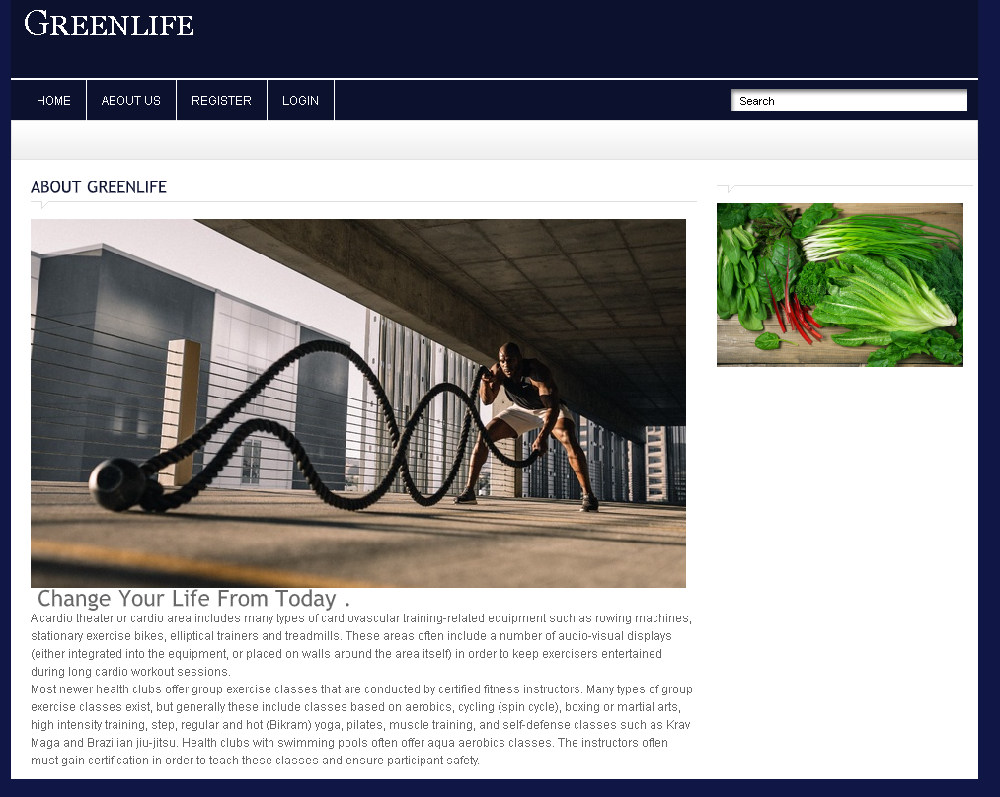 GREENLIFE
HOME ABOUT US REGISTER LOGIN Search
ABOUT GREENLIFE
Change Your Life From Today .
A cardio theater or cardio area includes many types of cardiovascular training-related equipment such as rowing machines,
stationary exercise bikes, elliptical trainers and treadmills. These areas often include a number of audio-visual displays
(either integrated into the equipment, or placed on walls around the area itself) in order to keep exercisers entertained
during long cardio workout sessions.
Most newer health clubs offer group exercise classes that are conducted by certified fitness instructors. Many types of group
exercise classes exist, but generally these include classes based on aerobics, cycling (spin cycle), boxing or martial arts,
high intensity training, step, regular and hot (Bikram) yoga, pilates, muscle training, and self-defense classes such as Krav
Maga and Brazilian jiu-jitsu. Health clubs with swimming pools often offer aqua aerobics classes. The instructors often
must gain certification in order to teach these classes and ensure participant safety.